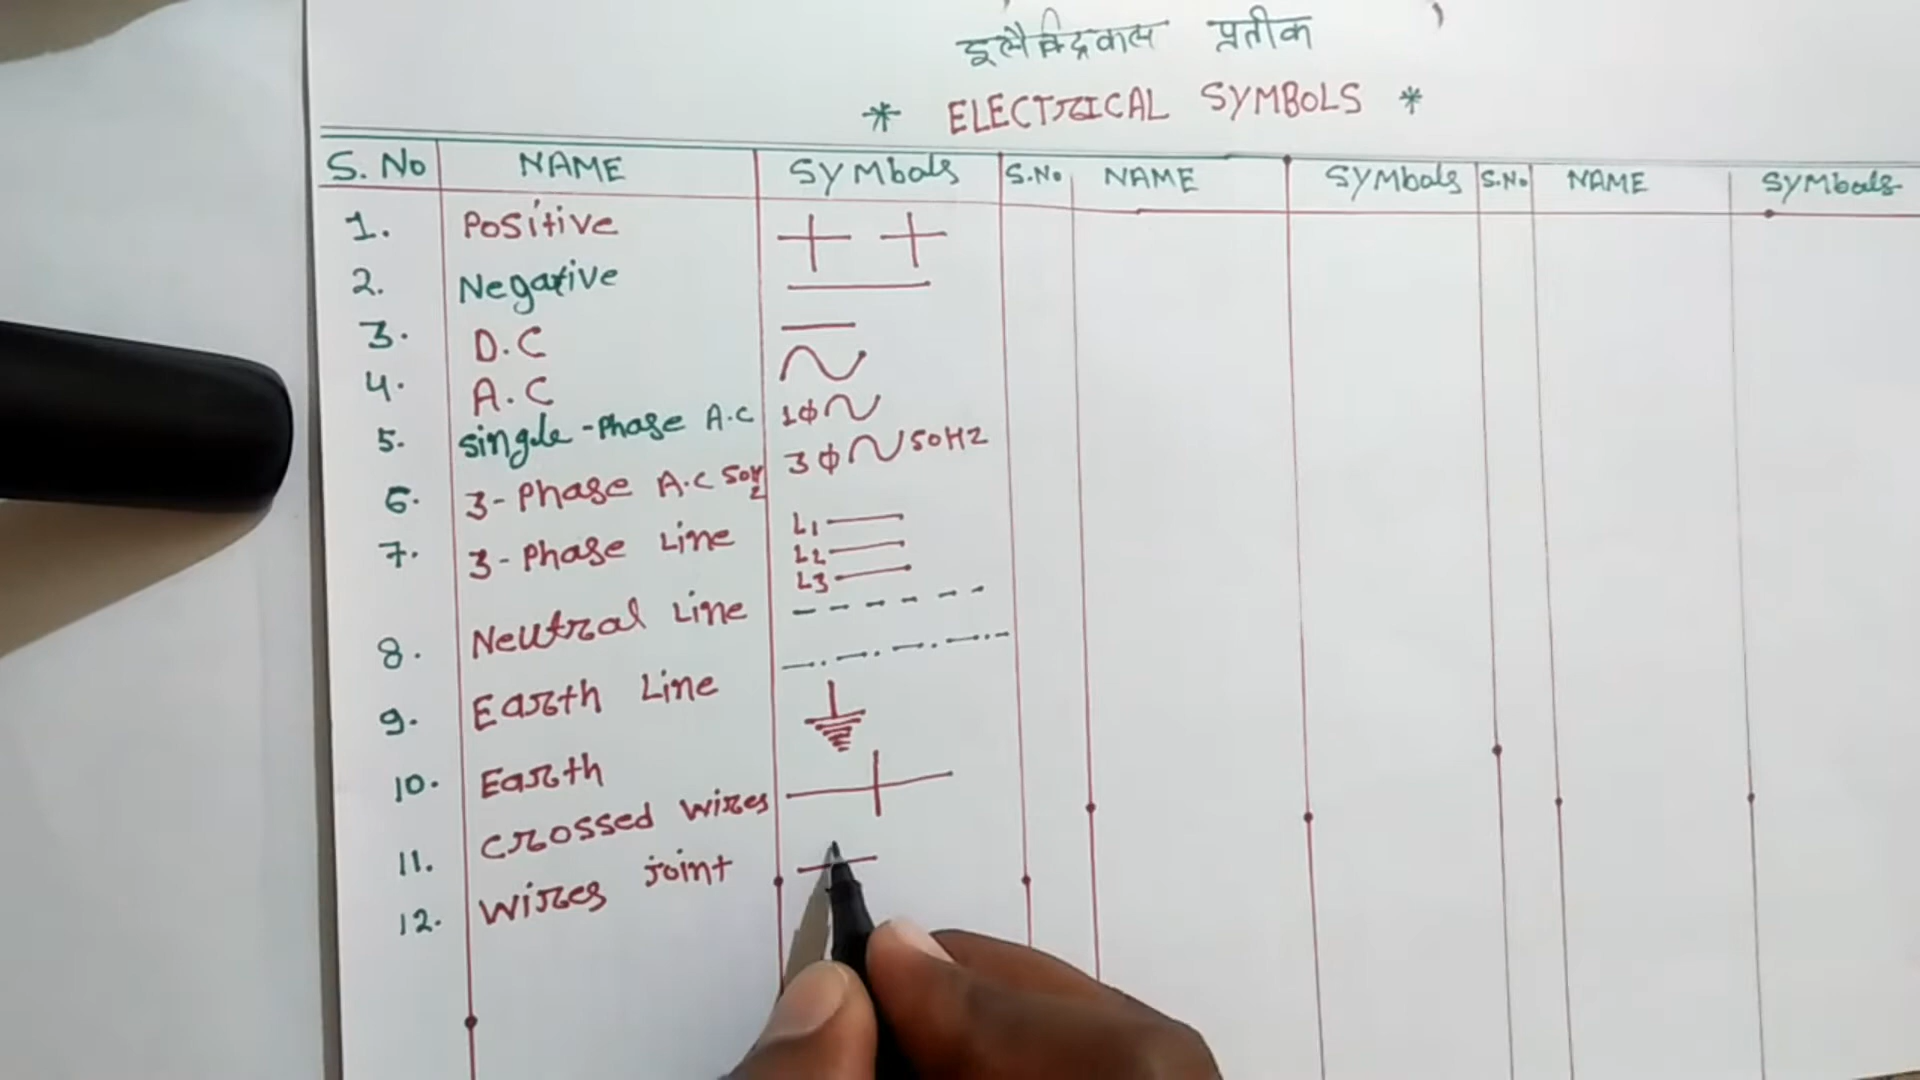 इलैक्ट्रिकल प्रतीक
* ELECTRICAL SYMBOLS *
S. No NAME SYMbols S.No NAME SYMbols S.No NAME SYMbols
1. Positive + +
2. Negative —
3. D.C —
4. A.C ∿
5. single-Phase A.C 1ϕ∿
6. 3-Phase A.C 50Hz 3ϕ∿50HZ
7. 3-Phase Line L1 L2 L3
8. Neutral Line
9. Earth Line
10. Earth
11. crossed wires
12. wires joint